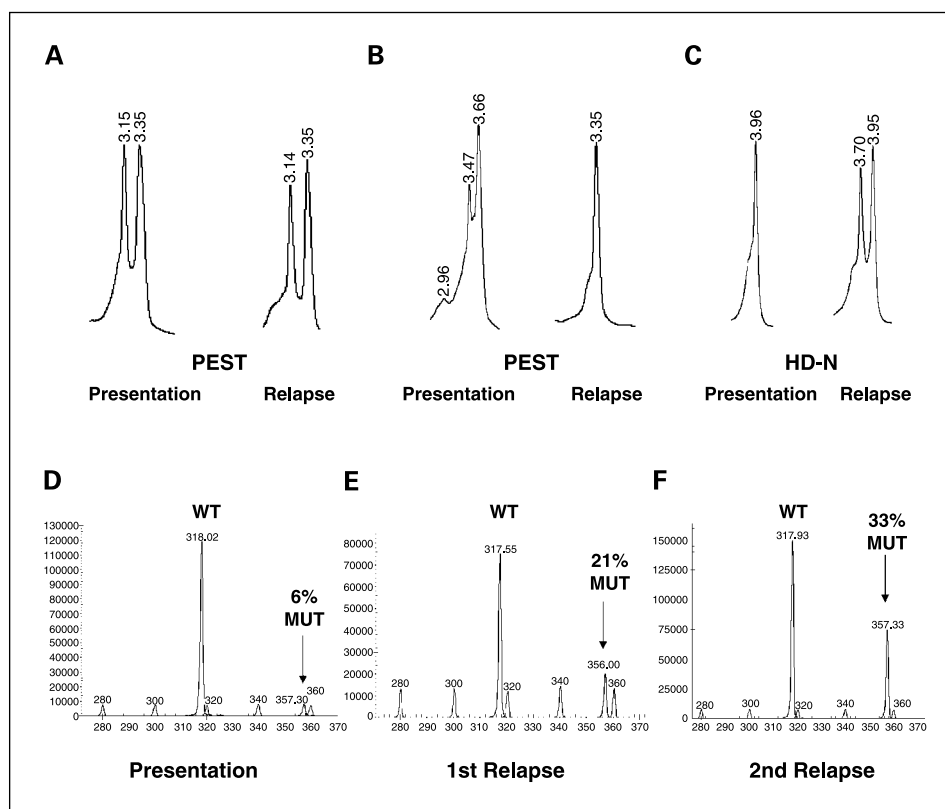 A
3.15
3.35
3.14
3.35
PEST
Presentation Relapse
B
2.96
3.47
3.66
3.35
PEST
Presentation Relapse
C
3.96
3.70
3.95
HD-N
Presentation Relapse
D
WT
318.02
6%
MUT
130000
120000
110000
100000
90000
80000
70000
60000
50000
40000
30000
20000
10000
0
280
300
320
340
357.30
360
280 290 300 310 320 330 340 350 360 370
Presentation
E
WT
317.55
21%
MUT
356.00
80000
70000
60000
50000
40000
30000
20000
10000
0
280
300
320
340
360
280 290 300 310 320 330 340 350 360 370
1st Relapse
F
WT
317.93
33%
MUT
357.33
150000
125000
100000
75000
50000
25000
0
280
300
320
340
360
280 290 300 310 320 330 340 350 360 370
2nd Relapse